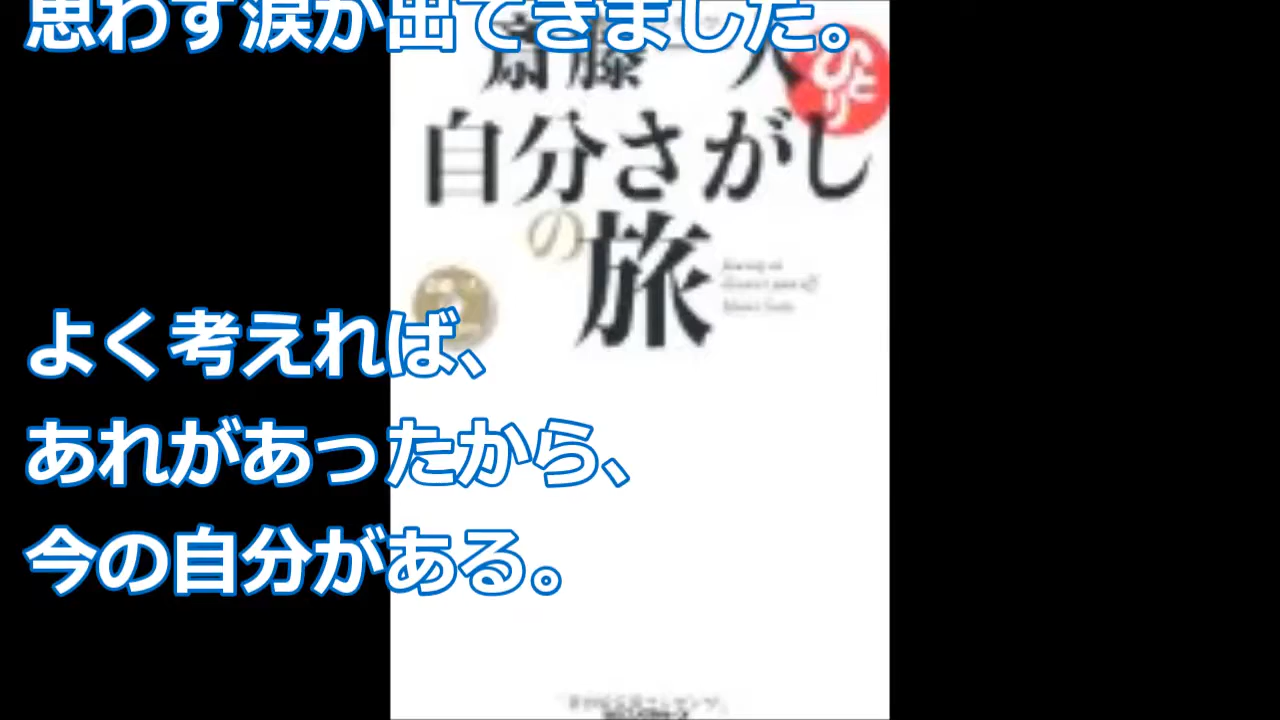 思わず涙が出てきました。
斎藤一人
ひとり
自分さがし
の旅
よく考えれば、
あれがあったから、
今の自分がある。